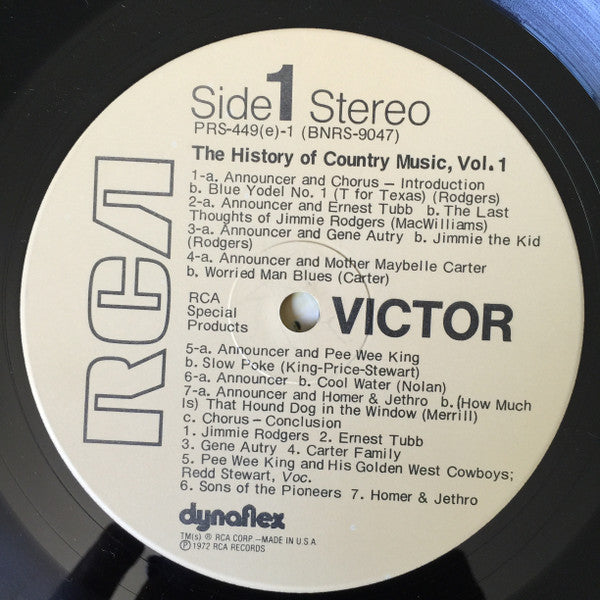 Side 1 Stereo
PRS-449(e)-1 (BNRS-9047)
The History of Country Music, Vol. 1
1-a. Announcer and Chorus – Introduction
b. Blue Yodel No. 1 (T for Texas) (Rodgers)
2-a. Announcer and Ernest Tubb b. The Last
Thoughts of Jimmie Rodgers (MacWilliams)
3-a. Announcer and Gene Autry b. Jimmie the Kid
(Rodgers)
4-a. Announcer and Mother Maybelle Carter
b. Worried Man Blues (Carter)
RCA
RCA
Special
Products
VICTOR
5-a. Announcer and Pee Wee King
b. Slow Poke (King-Price-Stewart)
6-a. Announcer b. Cool Water (Nolan)
7-a. Announcer and Homer & Jethro b. (How Much
Is) That Hound Dog in the Window (Merrill)
c. Chorus – Conclusion
1. Jimmie Rodgers 2. Ernest Tubb
3. Gene Autry 4. Carter Family
5. Pee Wee King and His Golden West Cowboys;
Redd Stewart, Voc.
6. Sons of the Pioneers 7. Homer & Jethro
dynaflex
TM(s) ® RCA CORP.–MADE IN U.S.A.
℗ 1972 RCA RECORDS